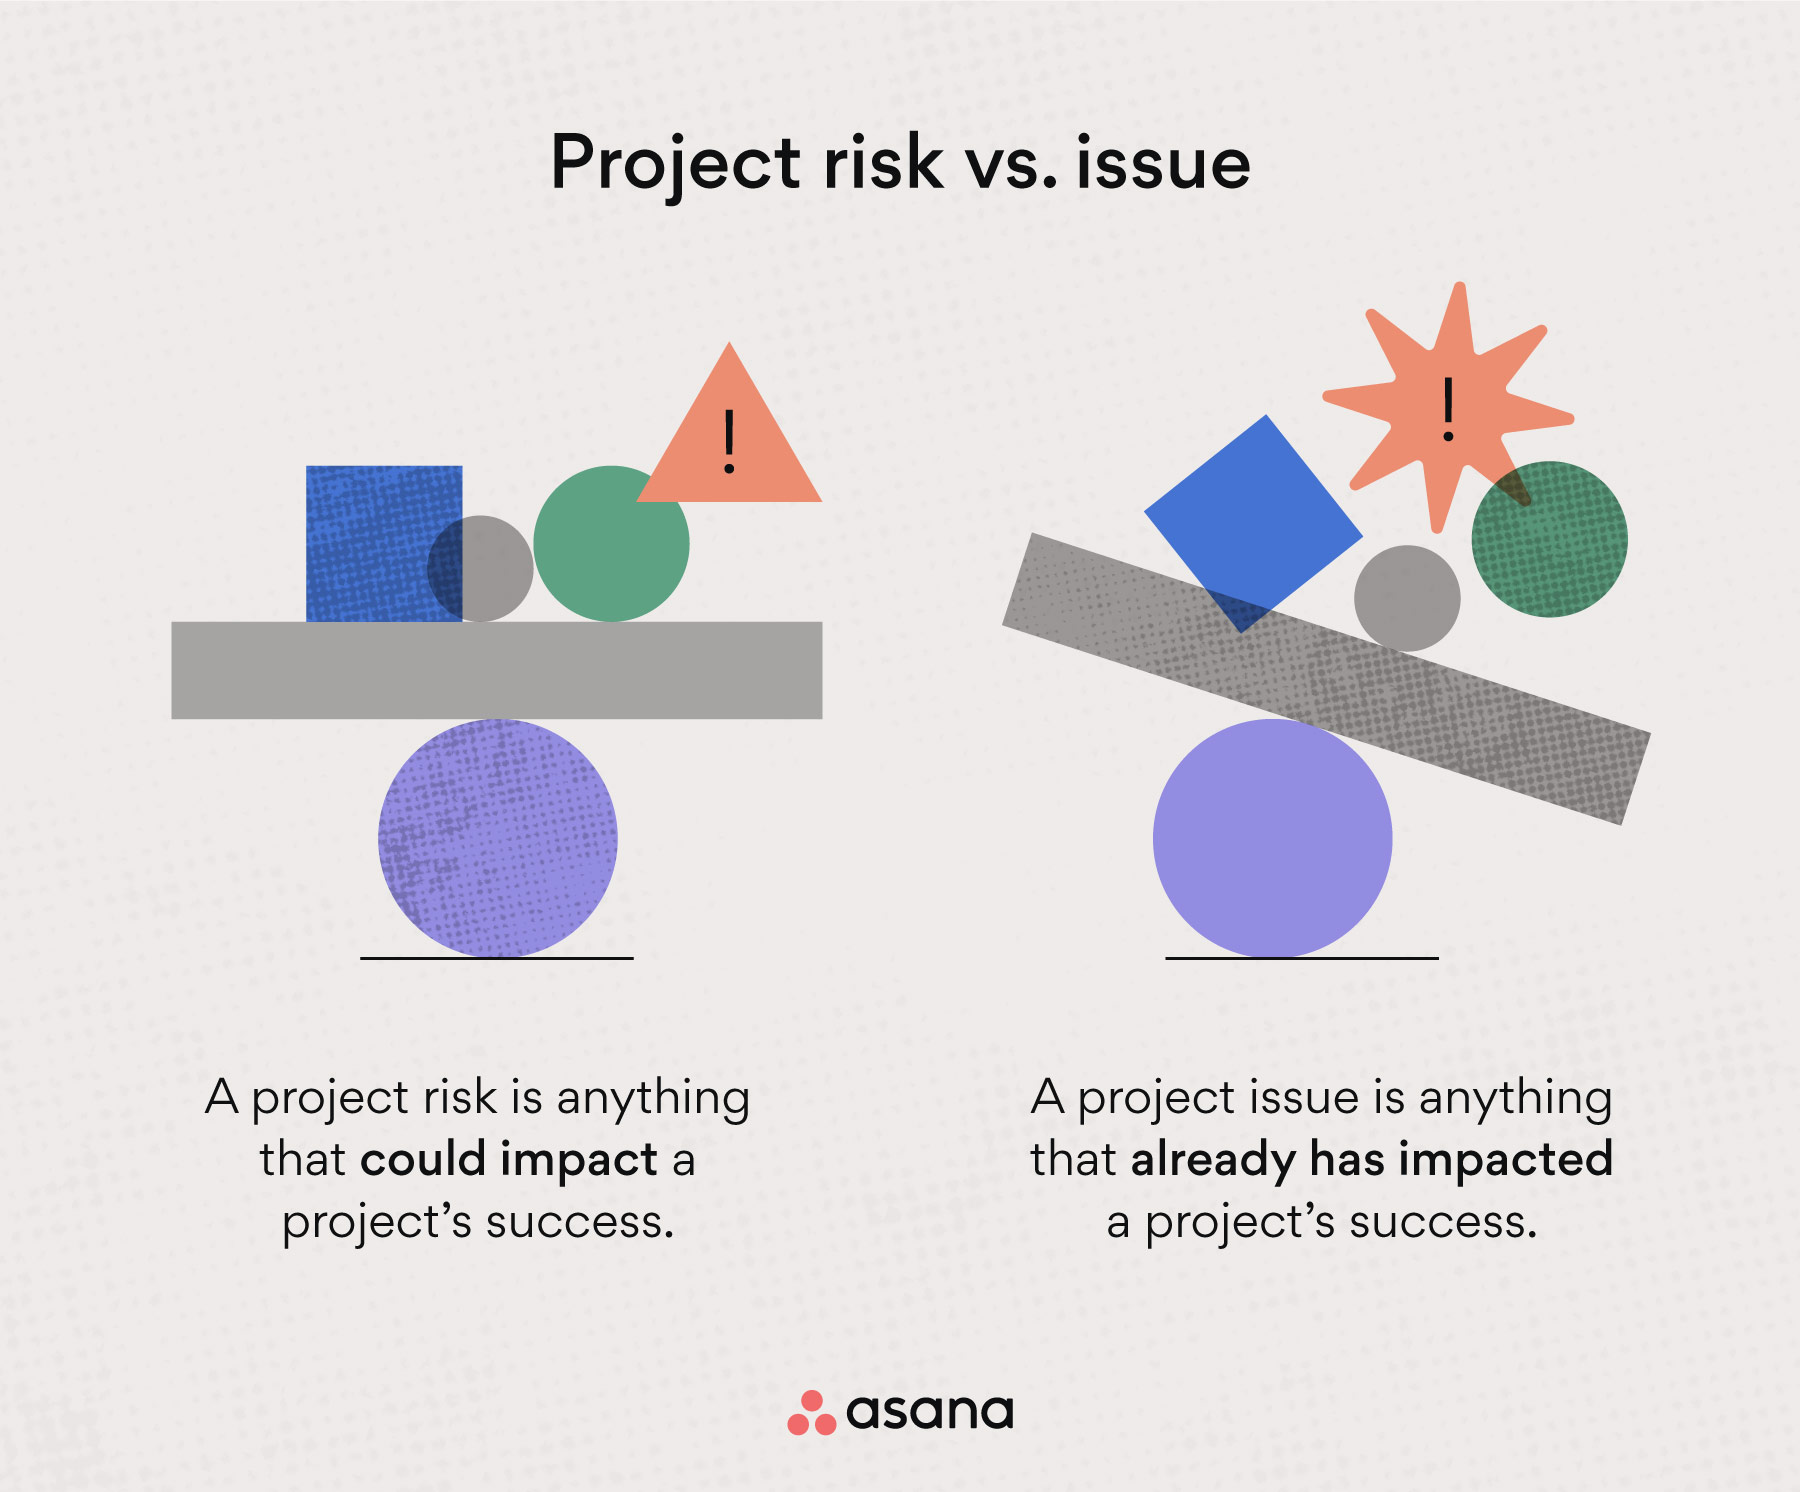 Project risk vs. issue
!
!
A project risk is anything
that could impact a
project’s success.
A project issue is anything
that already has impacted
a project’s success.
asana